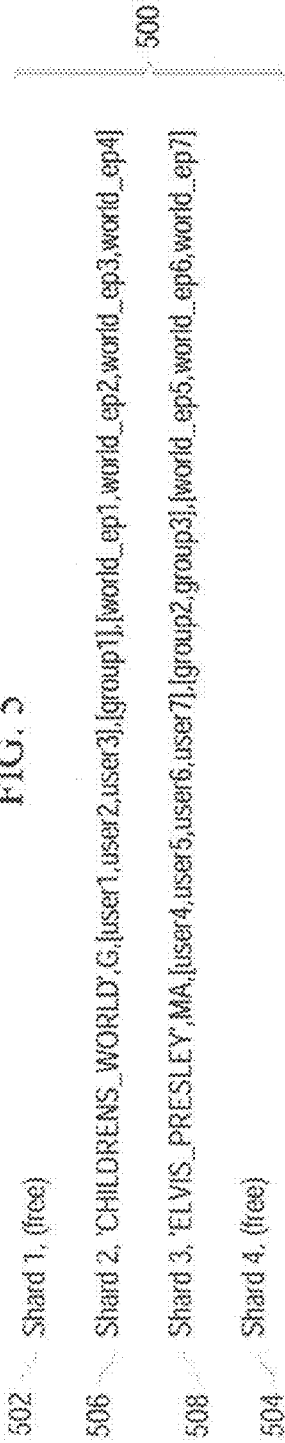 FIG. 5
502 Shard 1, (free)
506 Shard 2, 'CHILDRENS_WORLD',G,[user1,user2,user3],[group1],[world_ep1,world_ep2,world_ep3,world_ep4]
508 Shard 3, 'ELVIS_PRESLEY',MA,[user4,user5,user6,user7],[group2,group3],[world_ep5,world_ep6,world_ep7]
504 Shard 4, (free)
500